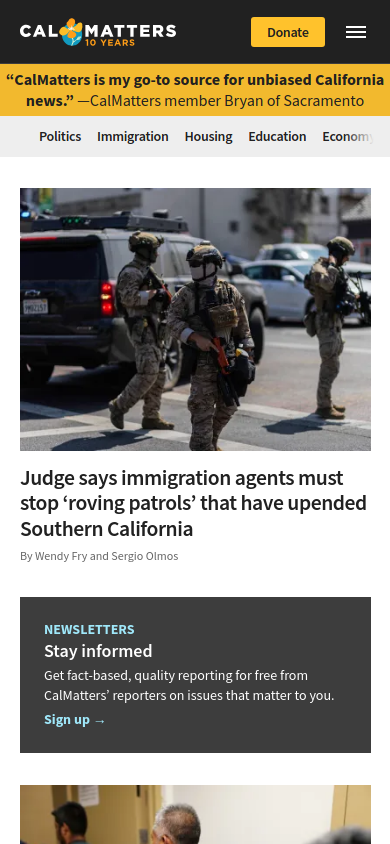 CAL MATTERS
10 YEARS
Donate
“CalMatters is my go-to source for unbiased California
news.” —CalMatters member Bryan of Sacramento
Politics Immigration Housing Education Economy
Judge says immigration agents must
stop ‘roving patrols’ that have upended
Southern California
By Wendy Fry and Sergio Olmos
NEWSLETTERS
Stay informed
Get fact-based, quality reporting for free from
CalMatters’ reporters on issues that matter to you.
Sign up →